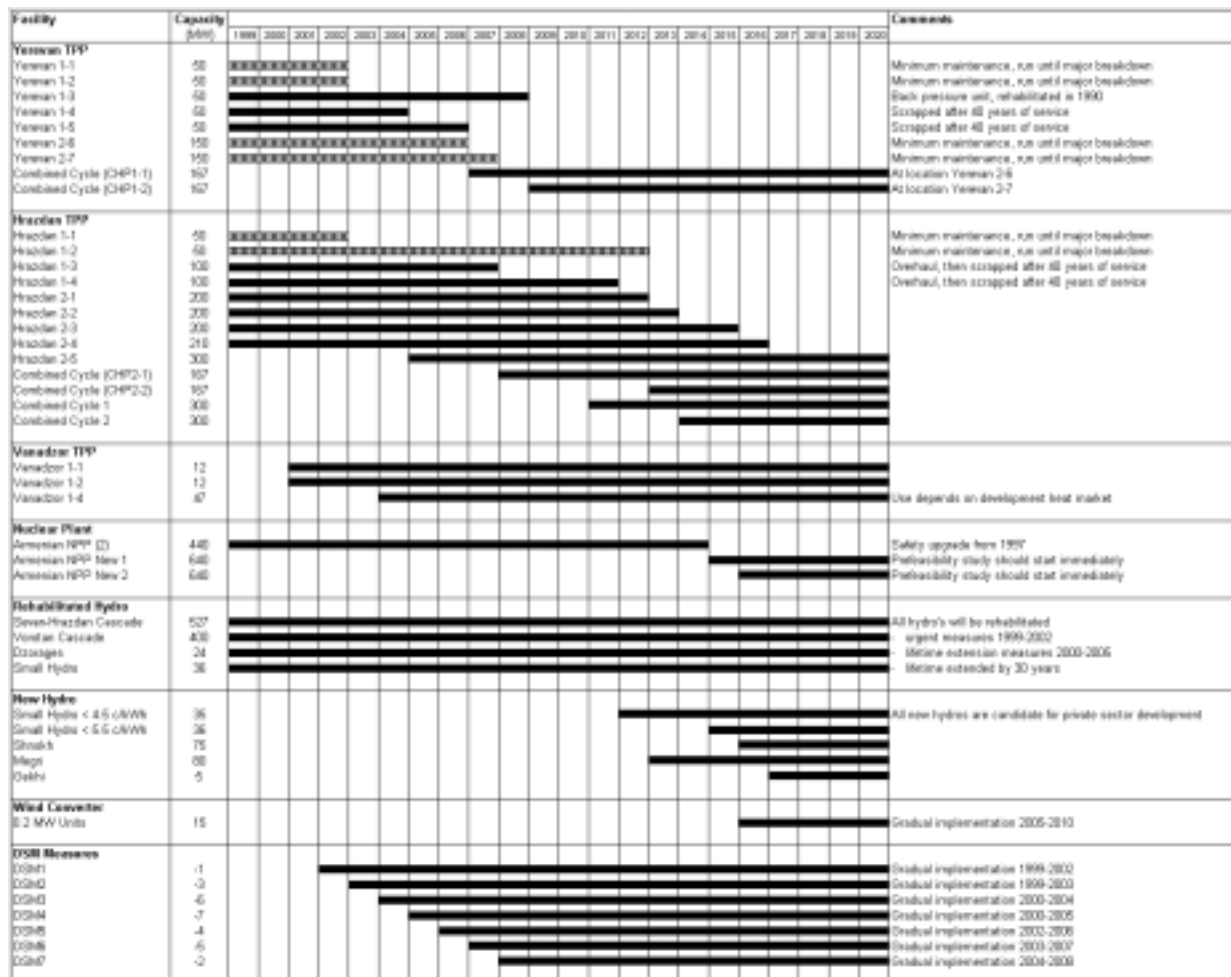 Facility Capacity Comments
(MW) 1999 2000 2001 2002 2003 2004 2005 2006 2007 2008 2009 2010 2011 2012 2013 2014 2015 2016 2017 2018 2019 2020
Yerevan TPP
Yerevan 1-1 50 Minimum maintenance, run until major breakdown
Yerevan 1-2 50 Minimum maintenance, run until major breakdown
Yerevan 1-3 50 Back pressure unit, rehabilitated in 1990
Yerevan 1-4 50 Scrapped after 40 years of service
Yerevan 1-5 50 Scrapped after 40 years of service
Yerevan 2-6 150 Minimum maintenance, run until major breakdown
Yerevan 2-7 150 Minimum maintenance, run until major breakdown
Combined Cycle (CHP1-1) 167 At location Yerevan 2-6
Combined Cycle (CHP1-2) 167 At location Yerevan 2-7
Hrazdan TPP
Hrazdan 1-1 50 Minimum maintenance, run until major breakdown
Hrazdan 1-2 50 Minimum maintenance, run until major breakdown
Hrazdan 1-3 100 Overhaul, then scrapped after 40 years of service
Hrazdan 1-4 100 Overhaul, then scrapped after 40 years of service
Hrazdan 2-1 200
Hrazdan 2-2 200
Hrazdan 2-3 200
Hrazdan 2-4 210
Hrazdan 2-5 300
Combined Cycle (CHP2-1) 167
Combined Cycle (CHP2-2) 167
Combined Cycle 1 300
Combined Cycle 2 300
Vanadzor TPP
Vanadzor 1-1 12
Vanadzor 1-2 12
Vanadzor 1-4 47 Use depends on development heat market
Nuclear Plant
Armenian NPP (2) 440 Safety upgrade from 1997
Armenian NPP New 1 640 Prefeasibility study should start immediately
Armenian NPP New 2 640 Prefeasibility study should start immediately
Rehabilitated Hydro
Sevan-Hrazdan Cascade 527 All hydro's will be rehabilitated
Vorotan Cascade 400 - urgent measures 1999-2002
Dzorages 24 - lifetime extension measures 2000-2005
Small Hydro 36 - lifetime extended by 30 years
New Hydro
Small Hydro < 4.5 c/kWh 35 All new hydros are candidate for private sector development
Small Hydro < 5.5 c/kWh 36
Shnokh 75
Megri 80
Gekhi 5
Wind Converter
0.2 MW Units 15 Gradual implementation 2005-2010
DSM Measures
DSM1 -1 Gradual implementation 1999-2002
DSM2 -3 Gradual implementation 1999-2003
DSM3 -6 Gradual implementation 2000-2004
DSM4 -7 Gradual implementation 2000-2005
DSM5 -4 Gradual implementation 2002-2006
DSM6 -5 Gradual implementation 2003-2007
DSM7 -2 Gradual implementation 2004-2008